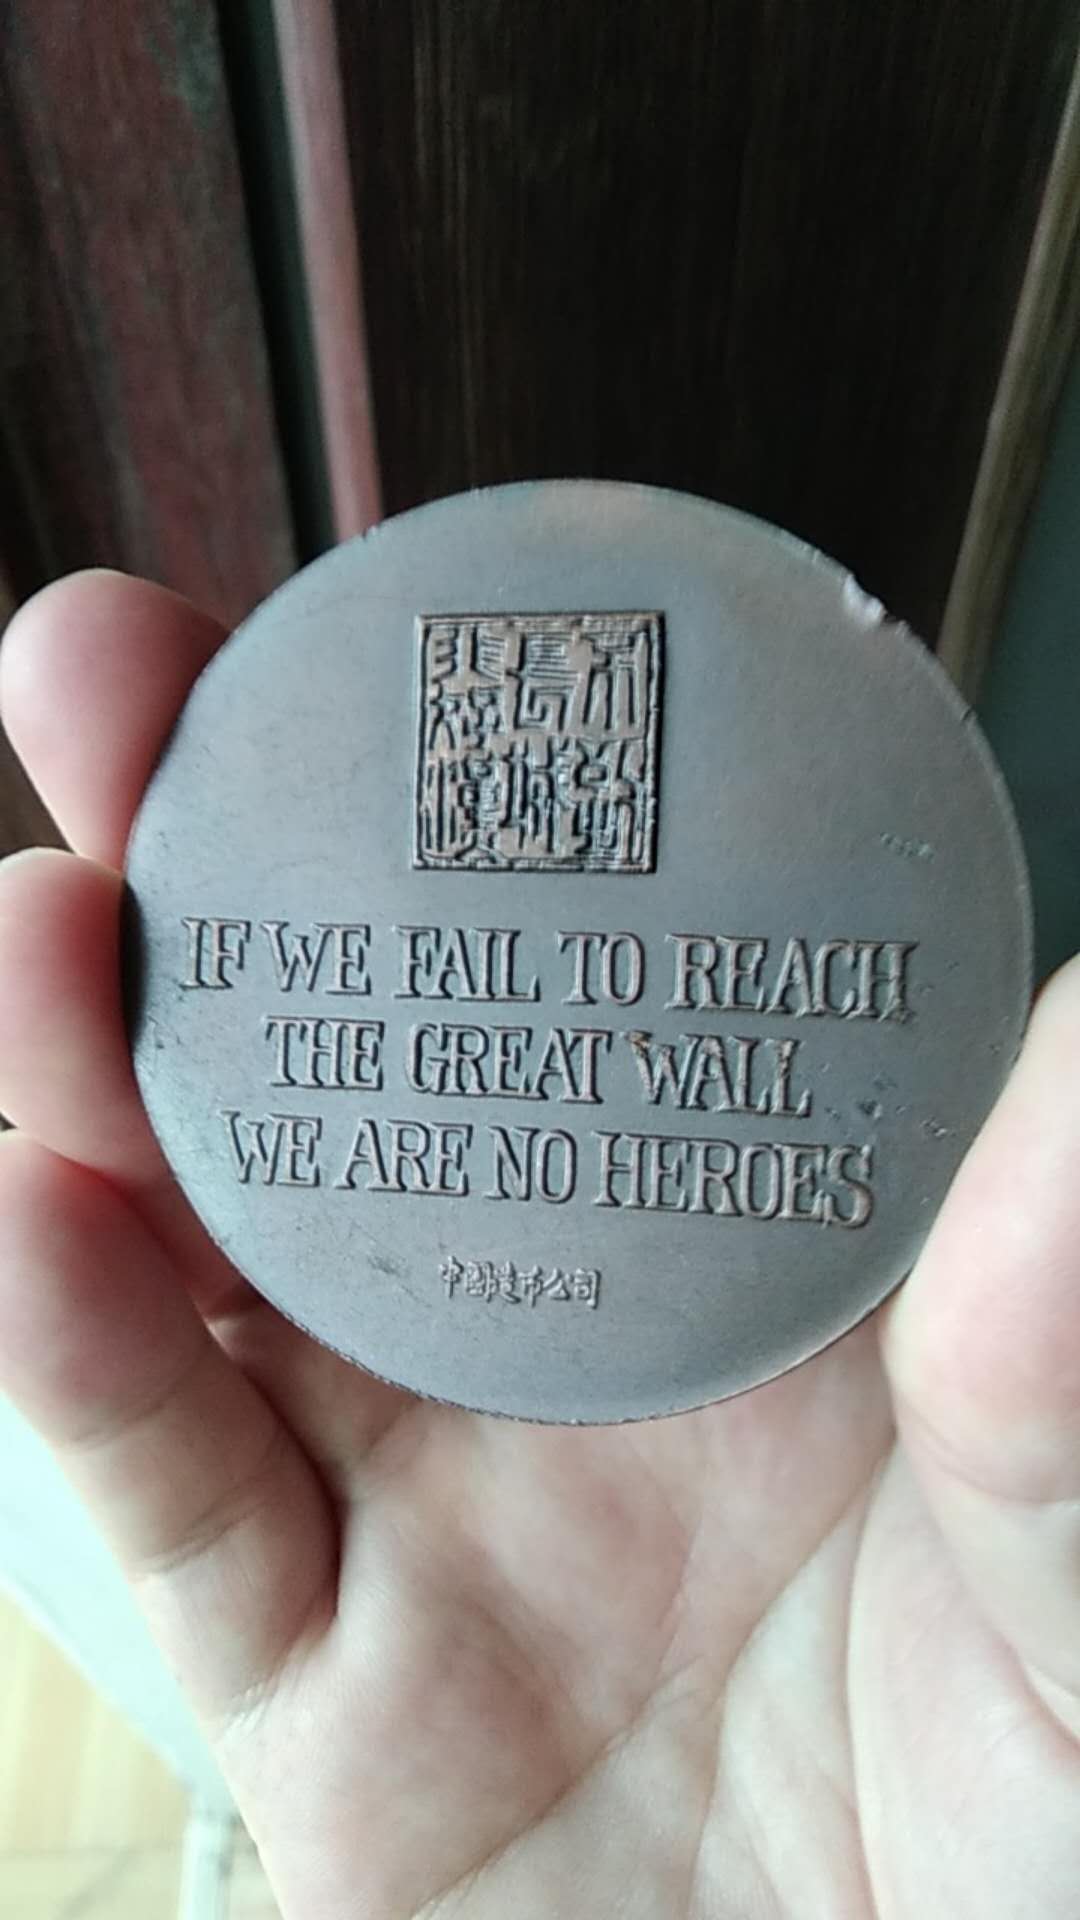 不到
長城
非好漢
IF WE FAIL TO REACH
THE GREAT WALL
WE ARE NO HEROES
中国造币公司